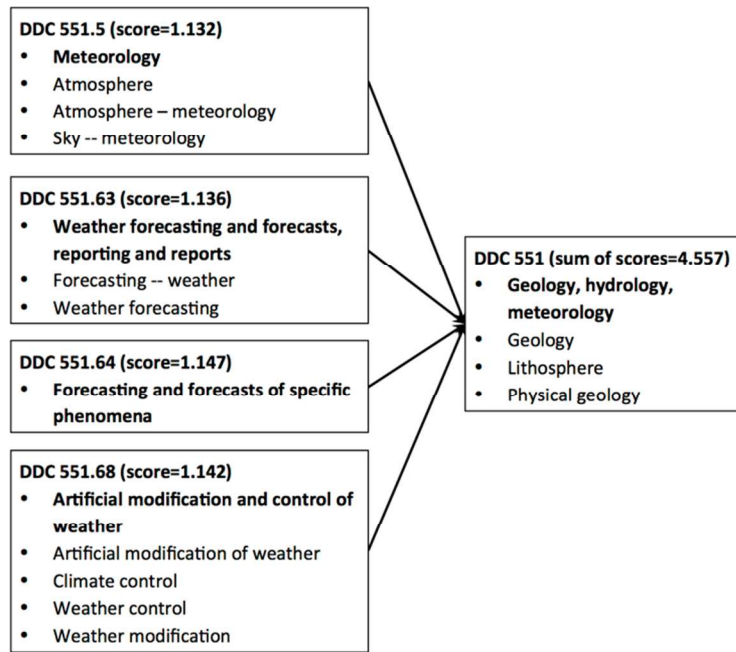 DDC 551.5 (score=1.132)
• Meteorology
• Atmosphere
• Atmosphere – meteorology
• Sky -- meteorology
DDC 551.63 (score=1.136)
• Weather forecasting and forecasts,
reporting and reports
• Forecasting -- weather
• Weather forecasting
DDC 551.64 (score=1.147)
• Forecasting and forecasts of specific
phenomena
DDC 551.68 (score=1.142)
• Artificial modification and control of
weather
• Artificial modification of weather
• Climate control
• Weather control
• Weather modification
DDC 551 (sum of scores=4.557)
• Geology, hydrology,
meteorology
• Geology
• Lithosphere
• Physical geology